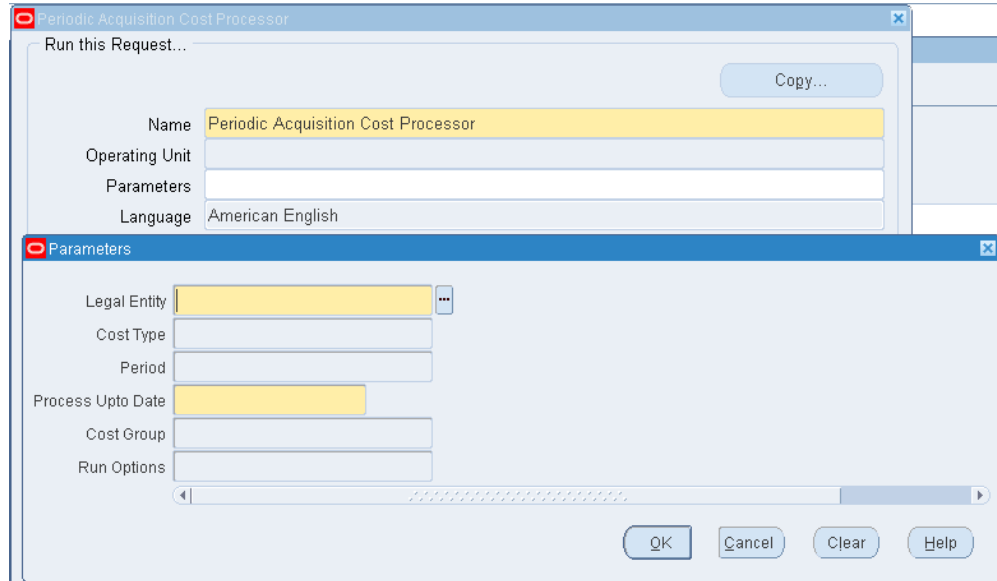 Periodic Acquisition Cost Processor
Run this Request...
Copy...
Name Periodic Acquisition Cost Processor
Operating Unit
Parameters
Language American English
Parameters
Legal Entity
Cost Type
Period
Process Upto Date
Cost Group
Run Options
OK Cancel Clear Help